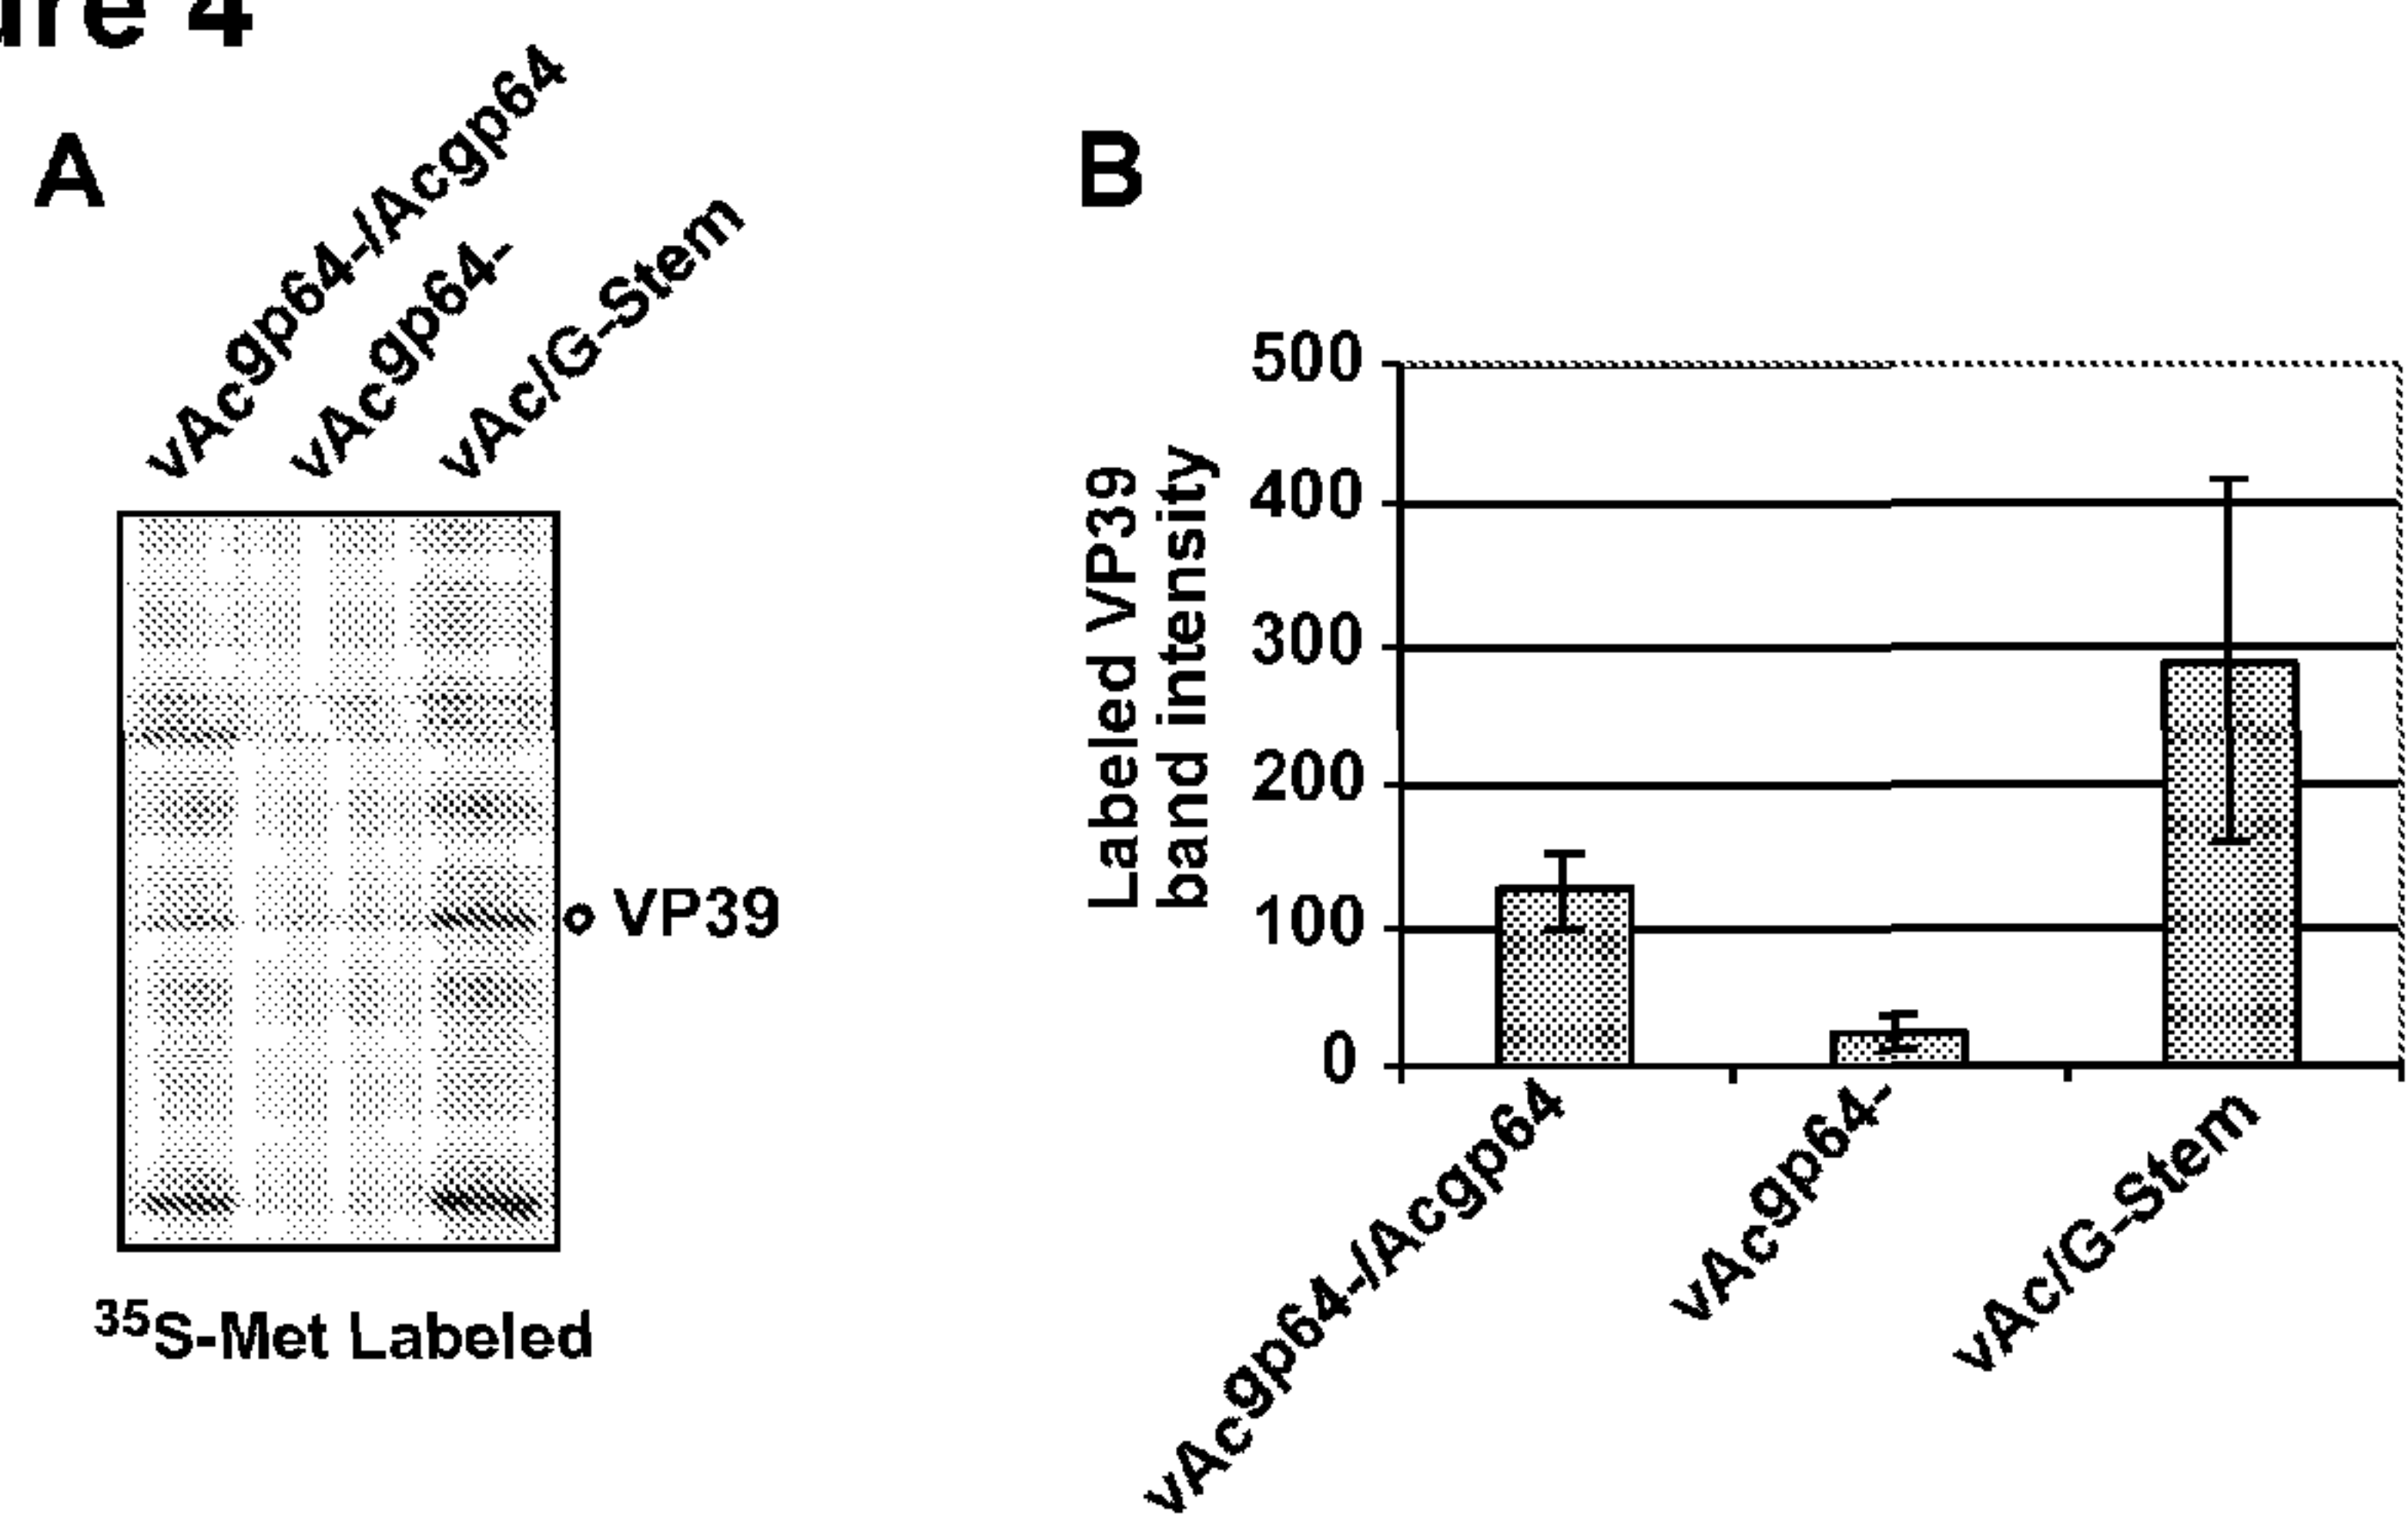 4
A
vAcgp64-/Acgp64
vAcgp64-
vAc/G-Stem
VP39
35S-Met Labeled
B
Labeled VP39
band intensity
500
400
300
200
100
0
vAcgp64-/Acgp64
vAcgp64-
vAc/G-Stem